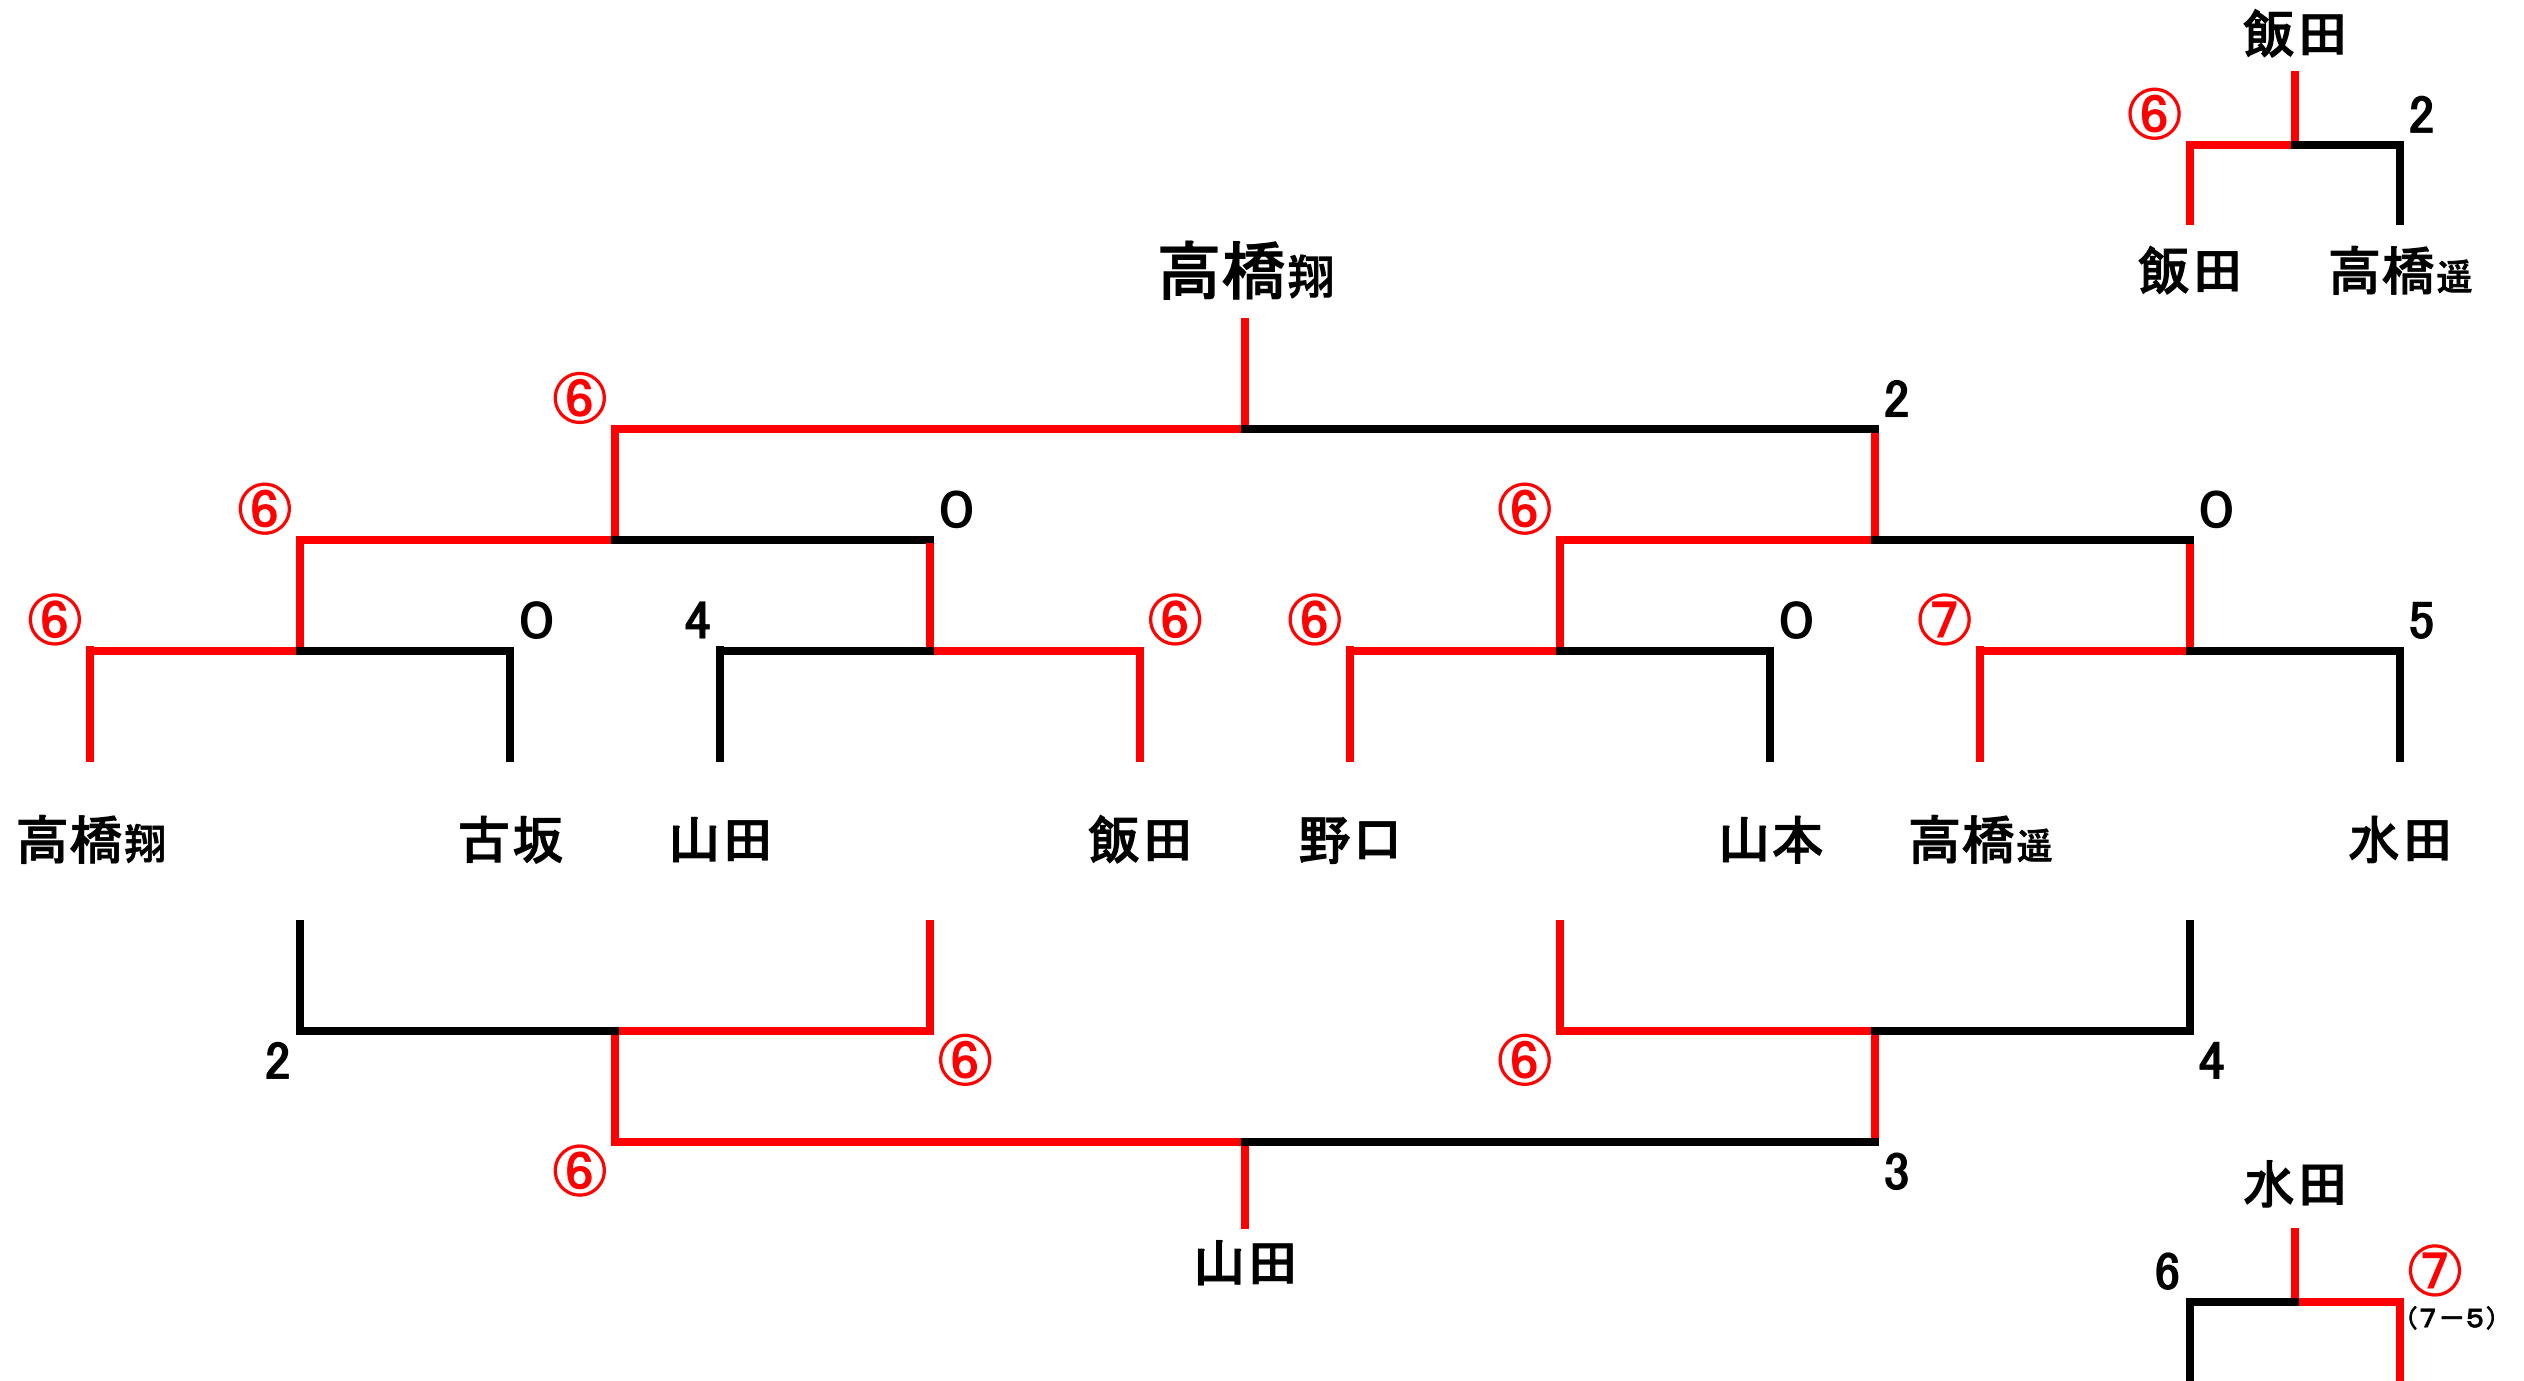 飯田
⑥ 2
飯田 高橋遥
高橋翔
⑥ 2
⑥ 0 ⑥ 0
⑥ 0 4 ⑥ ⑥ 0 ⑦ 5
高橋翔 古坂 山田 飯田 野口 山本 高橋遥 水田
2 ⑥ ⑥ 4
⑥ 3
山田
水田
6 ⑦
(7-5)